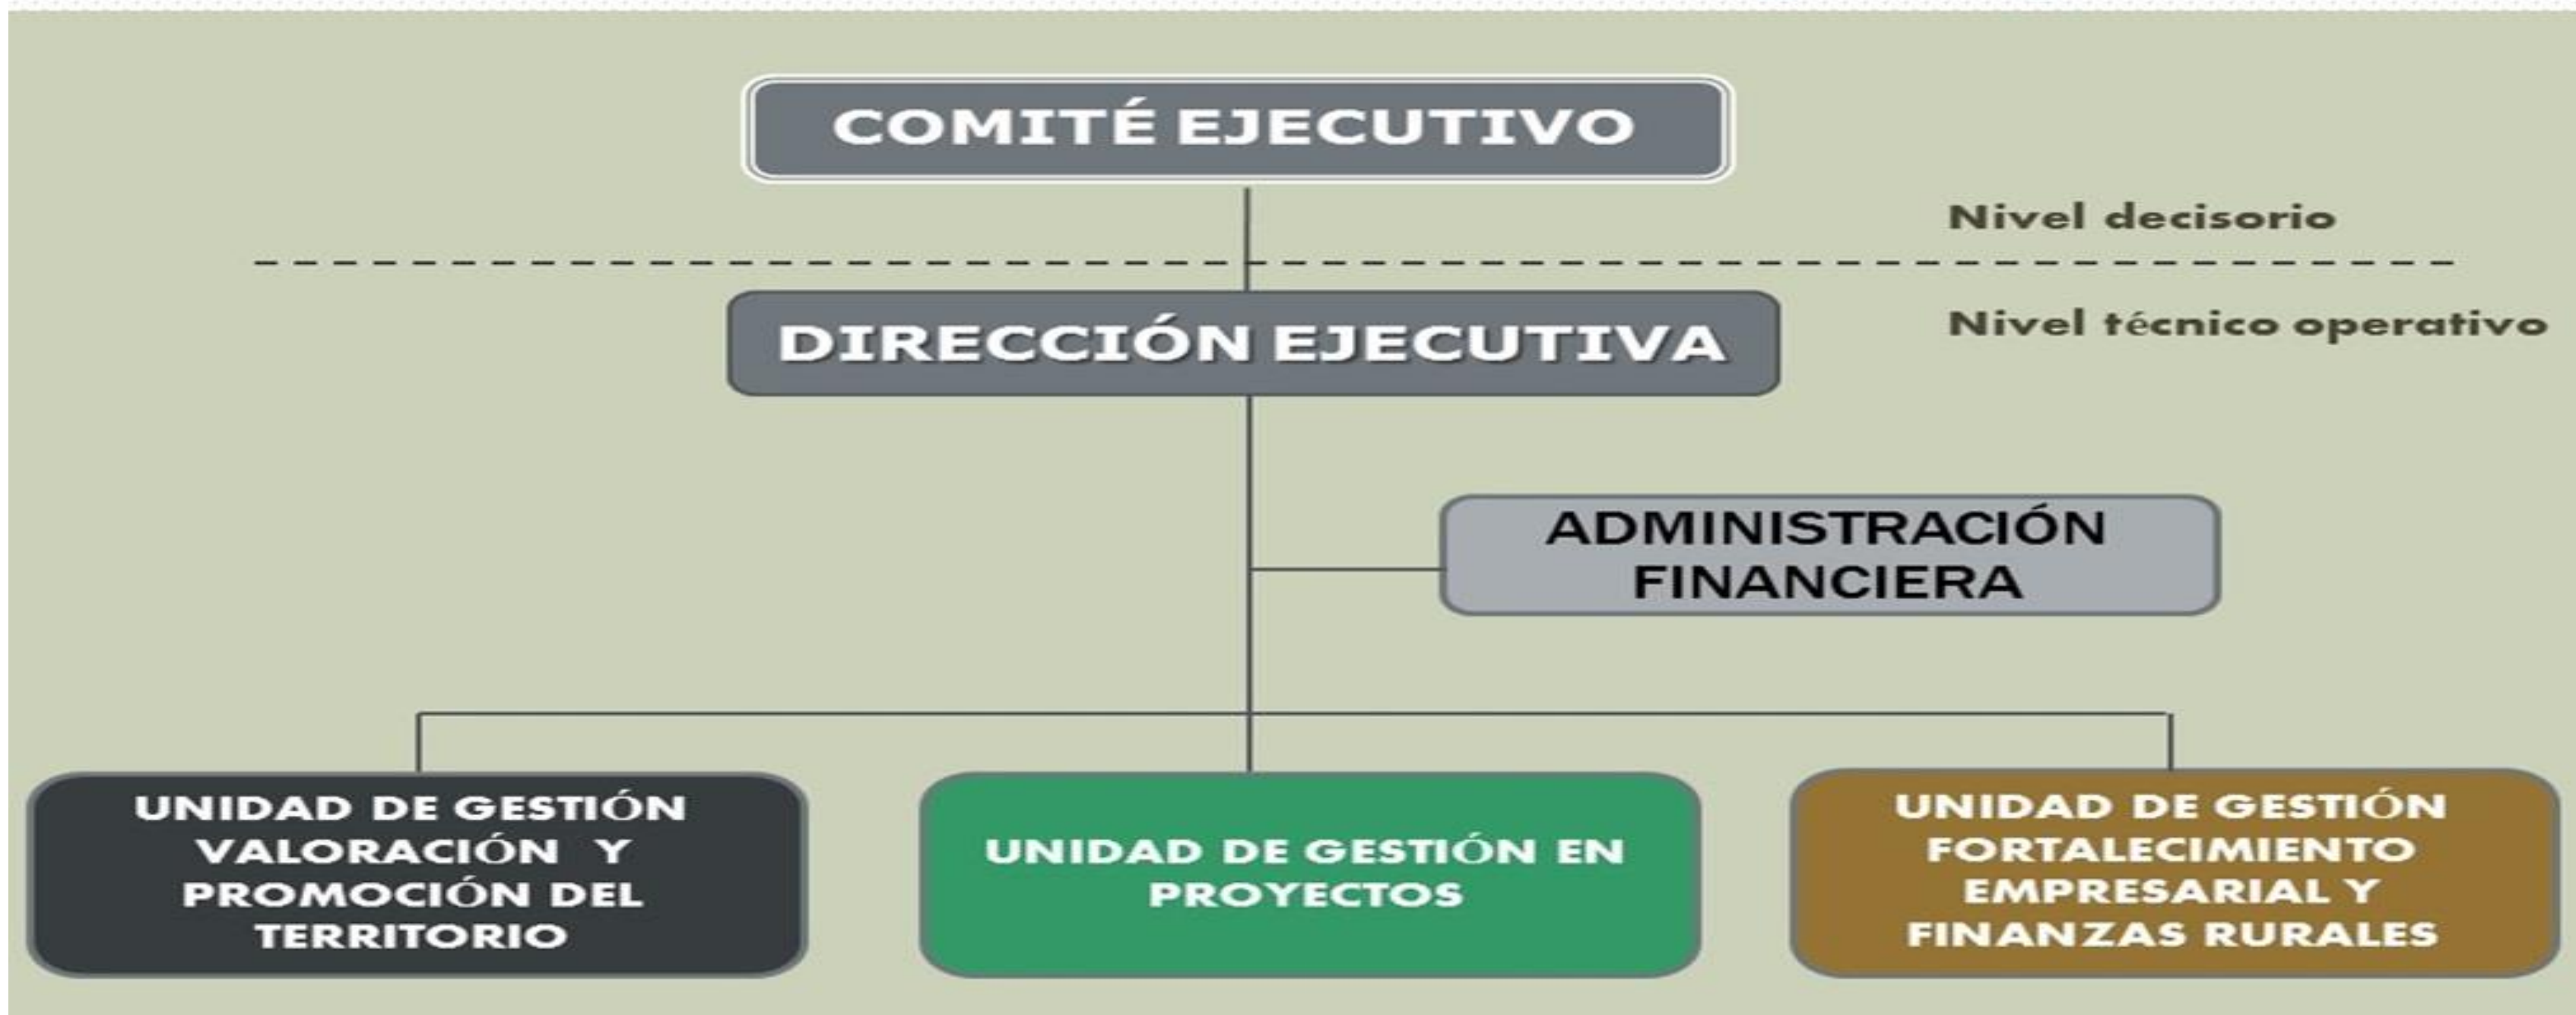 COMITÉ EJECUTIVO
Nivel decisorio
DIRECCIÓN EJECUTIVA
Nivel técnico operativo
ADMINISTRACIÓN
FINANCIERA
UNIDAD DE GESTIÓN
VALORACIÓN Y
PROMOCIÓN DEL
TERRITORIO
UNIDAD DE GESTIÓN EN
PROYECTOS
UNIDAD DE GESTIÓN
FORTALECIMIENTO
EMPRESARIAL Y
FINANZAS RURALES